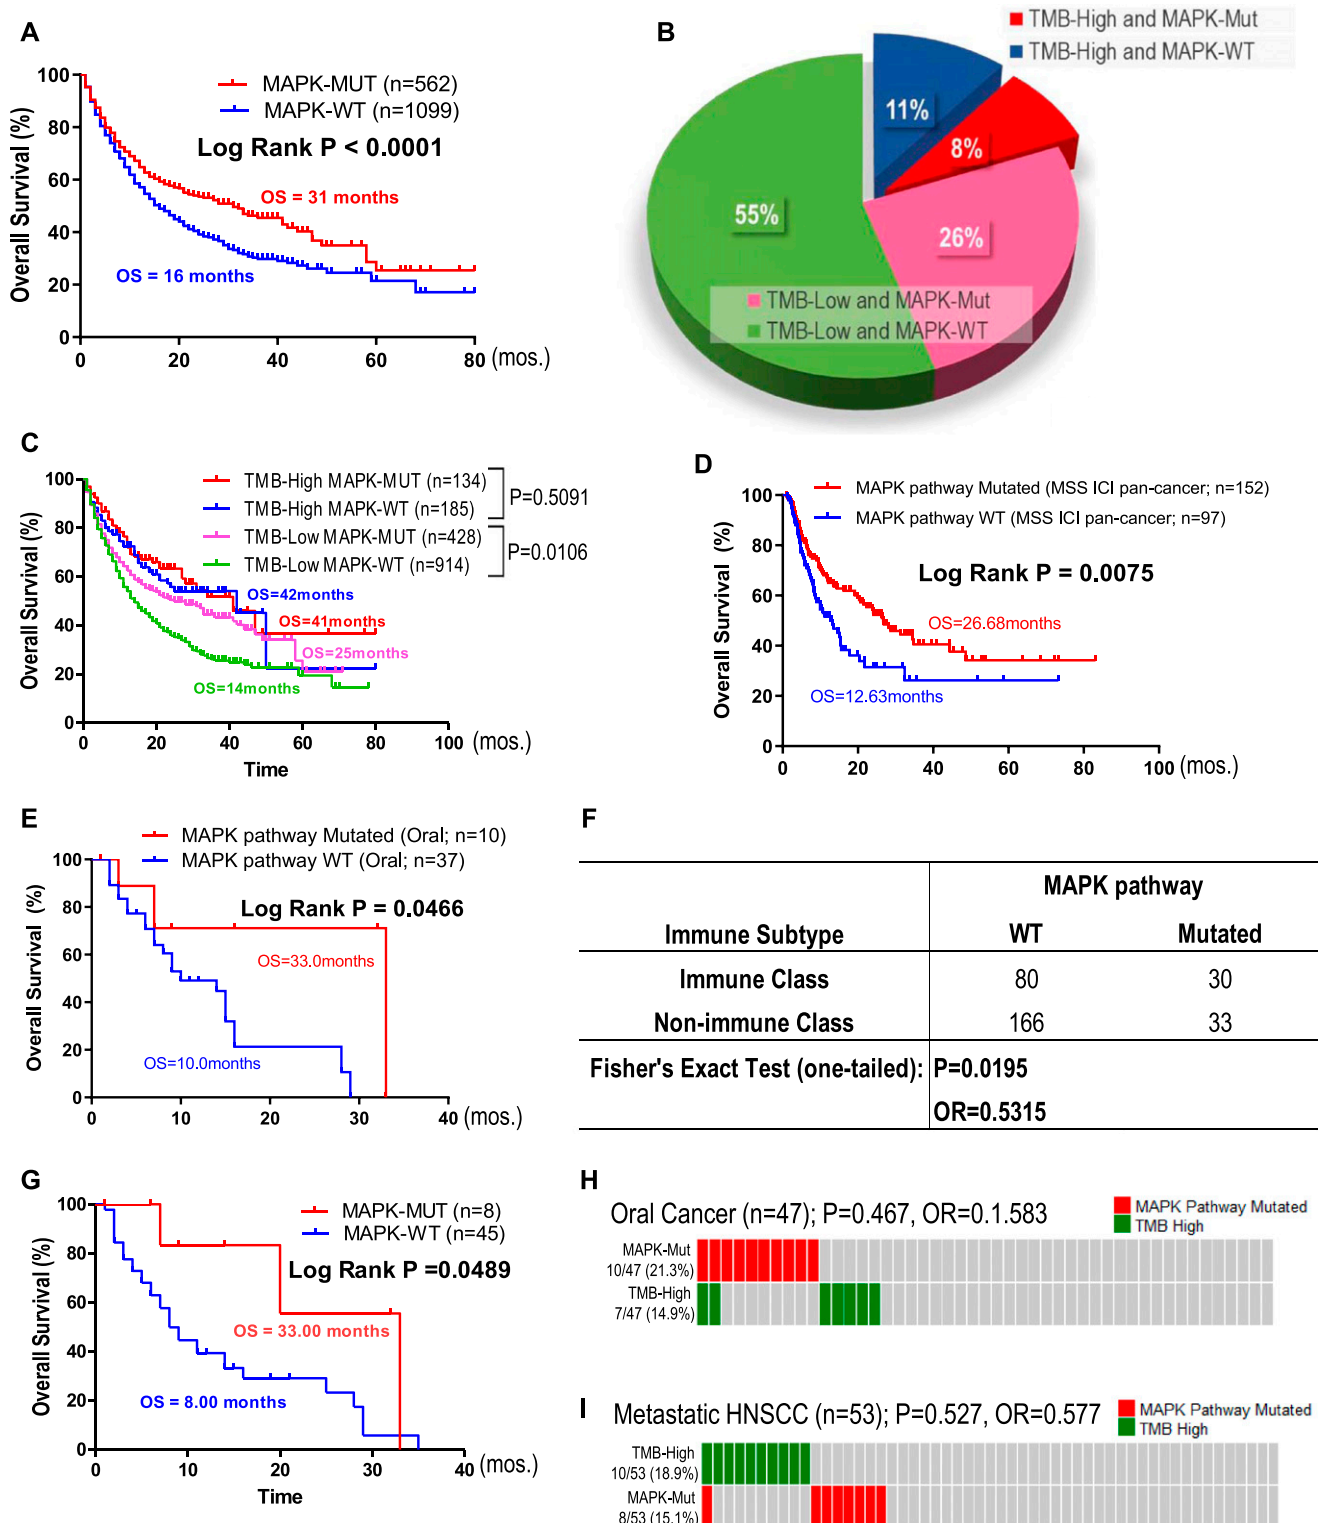 A
MAPK-MUT (n=562)
MAPK-WT (n=1099)
Log Rank P < 0.0001
OS = 31 months
OS = 16 months
Overall Survival (%)
100
80
60
40
20
0
0 20 40 60 80 (mos.)
B
TMB-High and MAPK-Mut
TMB-High and MAPK-WT
11%
8%
55%
26%
TMB-Low and MAPK-Mut
TMB-Low and MAPK-WT
C
TMB-High MAPK-MUT (n=134)
TMB-High MAPK-WT (n=185)
P=0.5091
TMB-Low MAPK-MUT (n=428)
TMB-Low MAPK-WT (n=914)
P=0.0106
OS=42months
OS=41months
OS=25months
OS=14months
Overall Survival (%)
100
80
60
40
20
0
0 20 40 60 80 100 (mos.)
Time
D
MAPK pathway Mutated (MSS ICI pan-cancer; n=152)
MAPK pathway WT (MSS ICI pan-cancer; n=97)
Log Rank P = 0.0075
OS=26.68months
OS=12.63months
Overall Survival (%)
100
80
60
40
20
0
0 20 40 60 80 100 (mos.)
E
MAPK pathway Mutated (Oral; n=10)
MAPK pathway WT (Oral; n=37)
Log Rank P = 0.0466
OS=33.0months
OS=10.0months
Overall Survival (%)
100
80
60
40
20
0
0 10 20 30 40 (mos.)
F
MAPK pathway
Immune Subtype WT Mutated
Immune Class 80 30
Non-immune Class 166 33
Fisher's Exact Test (one-tailed): P=0.0195
OR=0.5315
G
MAPK-MUT (n=8)
MAPK-WT (n=45)
Log Rank P =0.0489
OS = 33.00 months
OS = 8.00 months
Overall Survival (%)
100
80
60
40
20
0
0 10 20 30 40 (mos.)
Time
H
Oral Cancer (n=47); P=0.467, OR=0.1.583
MAPK Pathway Mutated
TMB High
MAPK-Mut
10/47 (21.3%)
TMB-High
7/47 (14.9%)
I
Metastatic HNSCC (n=53); P=0.527, OR=0.577
MAPK Pathway Mutated
TMB High
TMB-High
10/53 (18.9%)
MAPK-Mut
8/53 (15.1%)